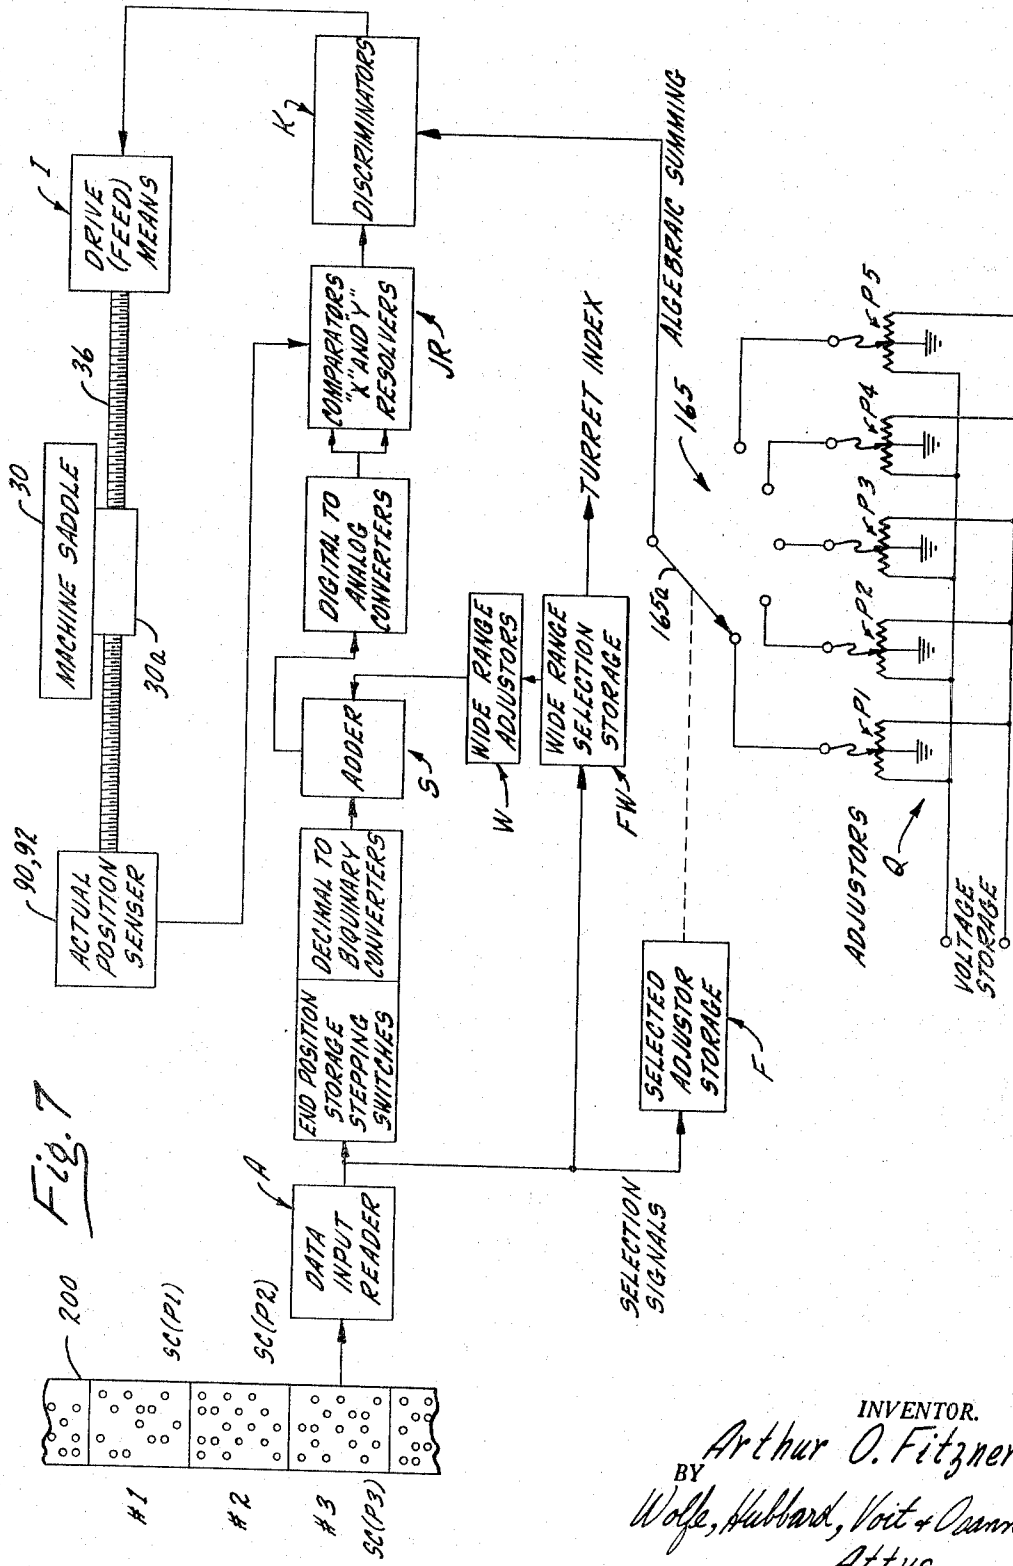 Fig. 7
200
#1
SC(P1)
#2
SC(P2)
#3
SC(P3)
A
DATA
INPUT
READER
END POSITION
STORAGE
STEPPING
SWITCHES
DECIMAL TO
BIQUINARY
CONVERTERS
ADDER
S
DIGITAL TO
ANALOG
CONVERTERS
COMPARATORS
"X" AND "Y"
RESOLVERS
JR
DISCRIMINATORS
K
90,92
ACTUAL
POSITION
SENSER
30
MACHINE SADDLE
30a
36
DRIVE
(FEED)
MEANS
I
W
WIDE RANGE
ADJUSTORS
FW
WIDE RANGE
SELECTION
STORAGE
TURRET INDEX
SELECTION
SIGNALS
SELECTED
ADJUSTOR
STORAGE
F
165a
165
ALGEBRAIC SUMMING
ADJUSTORS
Q
P1
P2
P3
P4
P5
VOLTAGE
STORAGE
INVENTOR.
Arthur O. Fitzner
BY
Wolfe, Hubbard, Voit & Osann
Attys.